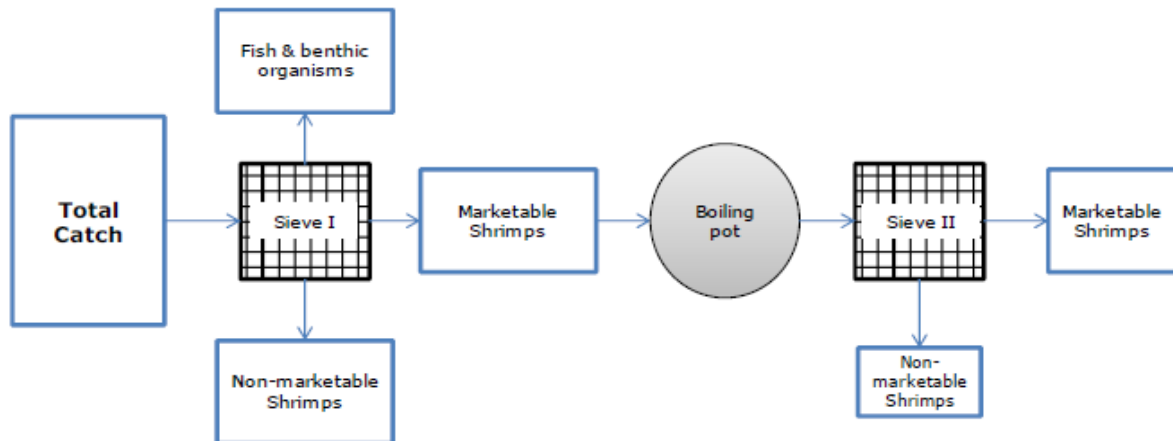 Fish & benthic
organisms
Total
Catch
Sieve I
Marketable
Shrimps
Boiling
pot
Sieve II
Marketable
Shrimps
Non-marketable
Shrimps
Non-
marketable
Shrimps